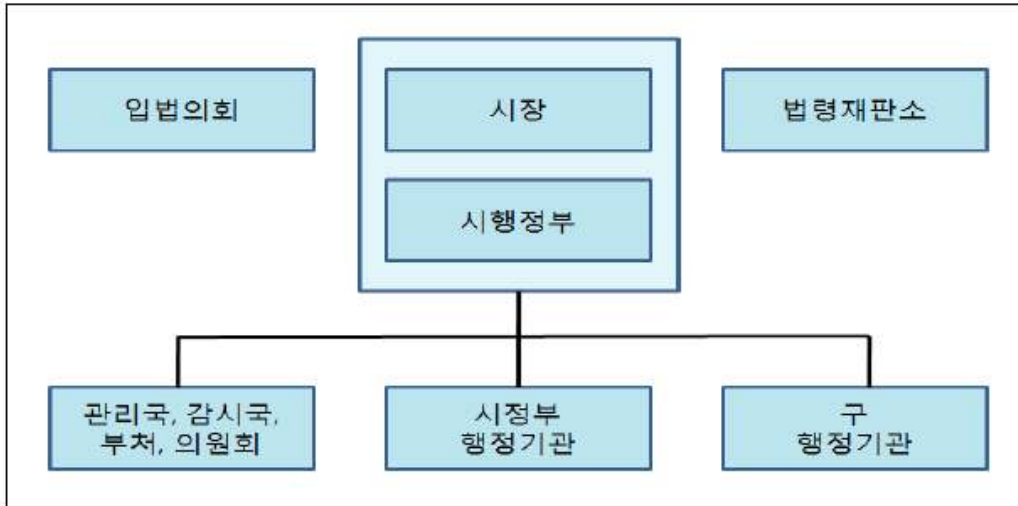 입법의회
시장
법령재판소
시행정부
관리국, 감시국,
부처, 의원회
시정부
행정기관
구
행정기관